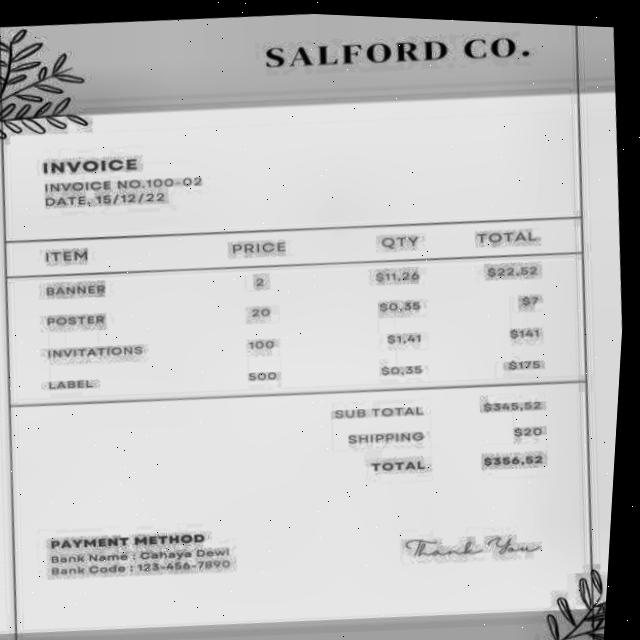 SALFORD CO.
INVOICE
INVOICE NO.100-02
DATE. 15/12/22
ITEM PRICE QTY TOTAL
BANNER 2 $11,26 $22,52
POSTER 20 $0,35 $7
INVITATIONS 100 $1,41 $141
LABEL 500 $0,35 $175
SUB TOTAL $345,52
SHIPPING $20
TOTAL $356,52
PAYMENT METHOD
Bank Name : Cahaya Dewi
Bank Code : 123-456-7890
Thank You